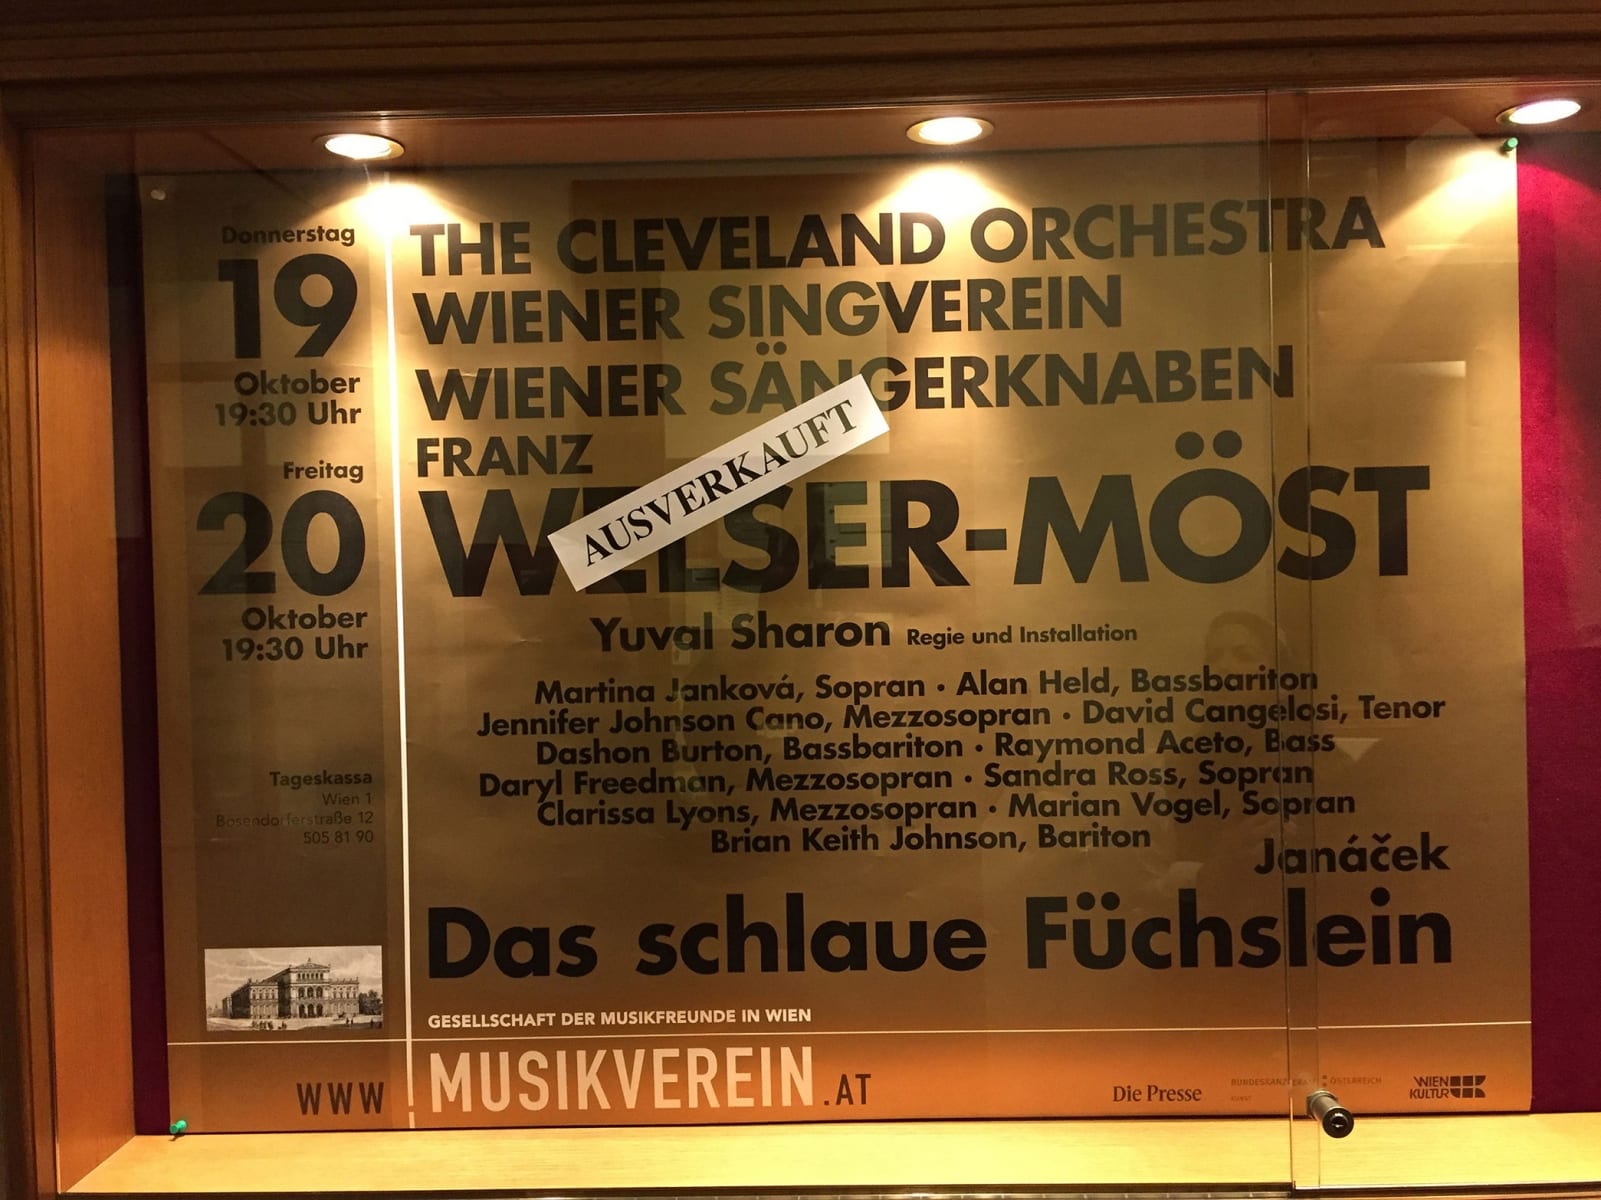 Donnerstag
19
Oktober
19:30 Uhr
Freitag
20
Oktober
19:30 Uhr
Tageskassa
Wien 1
Bösendorferstraße 12
505 81 90
THE CLEVELAND ORCHESTRA
WIENER SINGVEREIN
WIENER SÄNGERKNABEN
FRANZ
WELSER-MÖST
AUSVERKAUFT
Yuval Sharon Regie und Installation
Martina Janková, Sopran • Alan Held, Bassbariton
Jennifer Johnson Cano, Mezzosopran • David Cangelosi, Tenor
Dashon Burton, Bassbariton • Raymond Aceto, Bass
Daryl Freedman, Mezzosopran • Sandra Ross, Sopran
Clarissa Lyons, Mezzosopran • Marian Vogel, Sopran
Brian Keith Johnson, Bariton
Janáček
Das schlaue Füchslein
GESELLSCHAFT DER MUSIKFREUNDE IN WIEN
WWW.MUSIKVEREIN.AT
Die Presse
BUNDESKANZLERAMT ÖSTERREICH
KUNST
WIEN
KULTUR